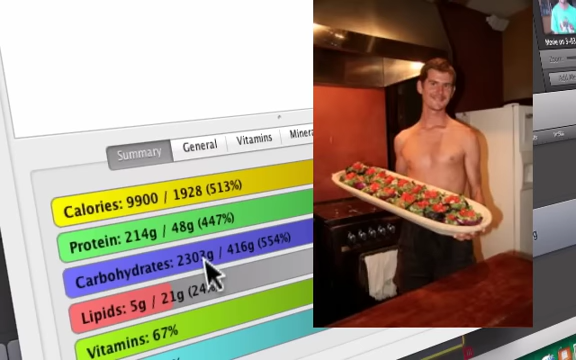 Summary
General
Vitamins
Calories: 9900 / 1928 (513%)
Protein: 214g / 48g (447%)
Carbohydrates: 2303g / 416g (554%)
Lipids: 5g / 21g
Vitamins: 67%